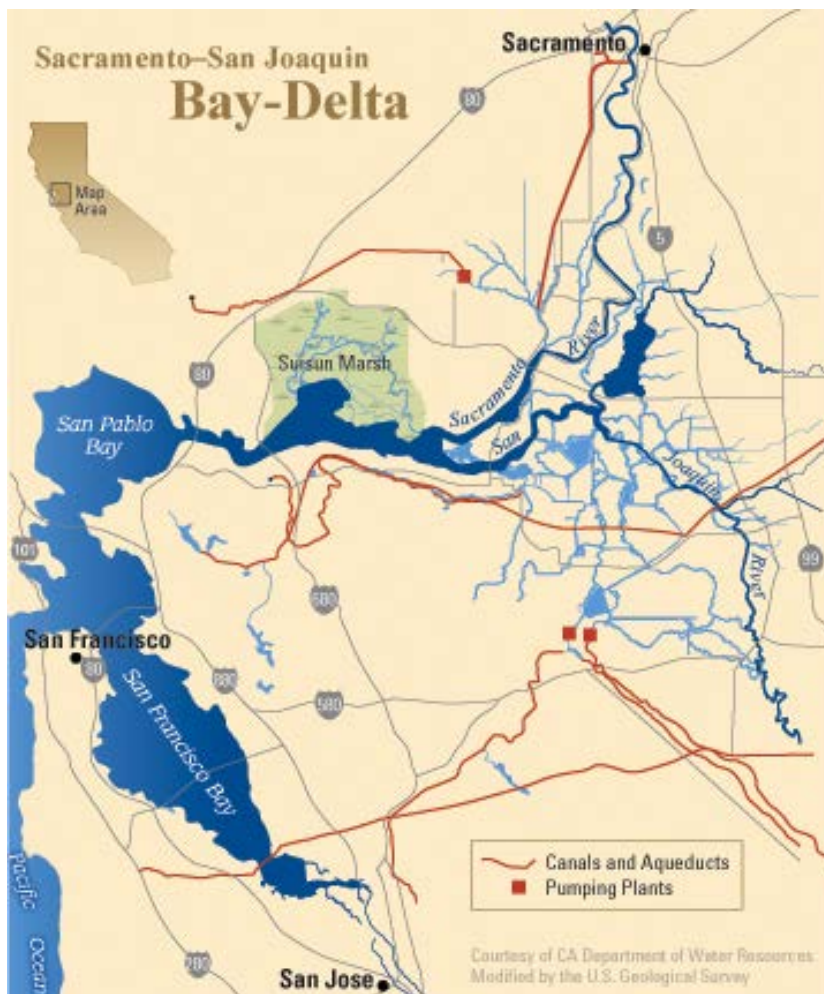 Sacramento–San Joaquin
Bay-Delta
Sacramento
80
Map
Area
5
Suisun Marsh
Sacramento
River
San Pablo
Bay
San
Joaquin
River
101
99
680
San Francisco
80
880
580
San Francisco Bay
Pacific
Ocean
Canals and Aqueducts
Pumping Plants
280
San Jose
Courtesy of CA Department of Water Resources
Modified by the U.S. Geological Survey